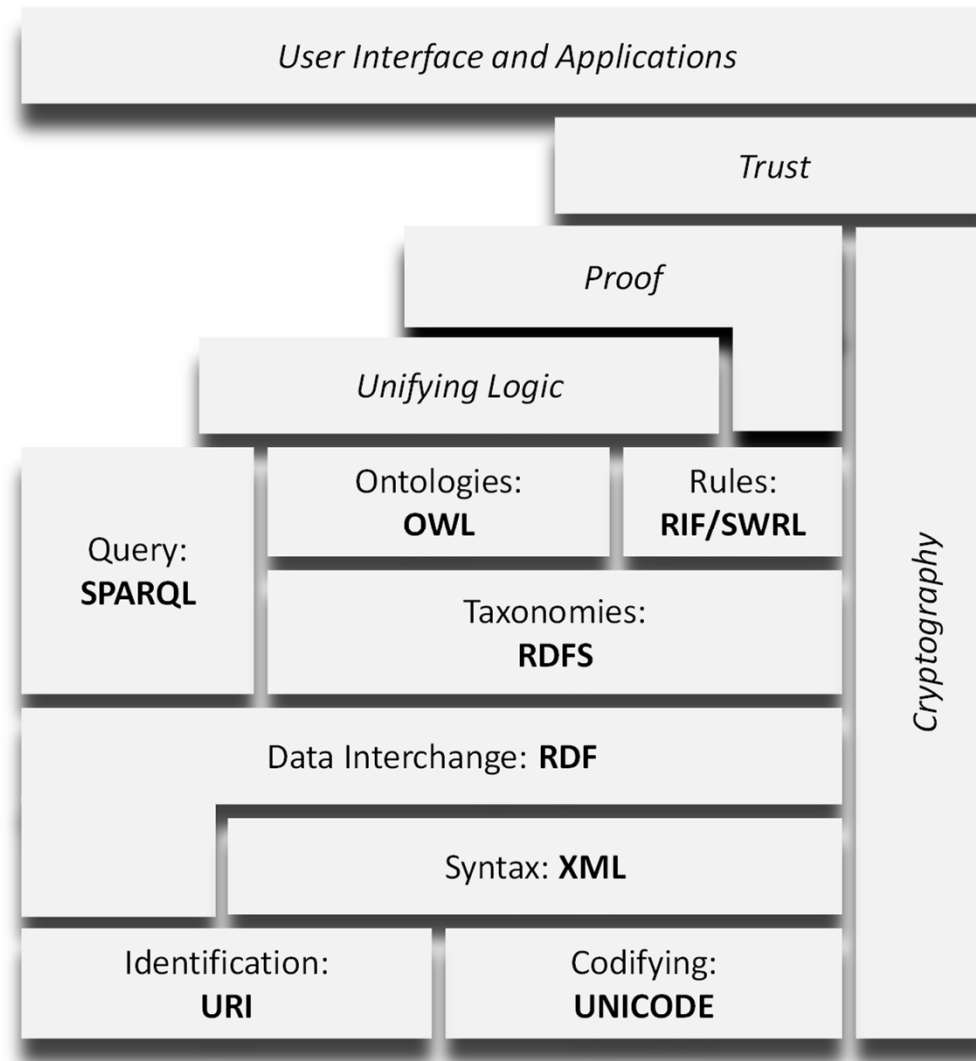 User Interface and Applications
Trust
Proof
Unifying Logic
Ontologies:
OWL
Rules:
RIF/SWRL
Query:
SPARQL
Taxonomies:
RDFS
Cryptography
Data Interchange: RDF
Syntax: XML
Identification:
URI
Codifying:
UNICODE